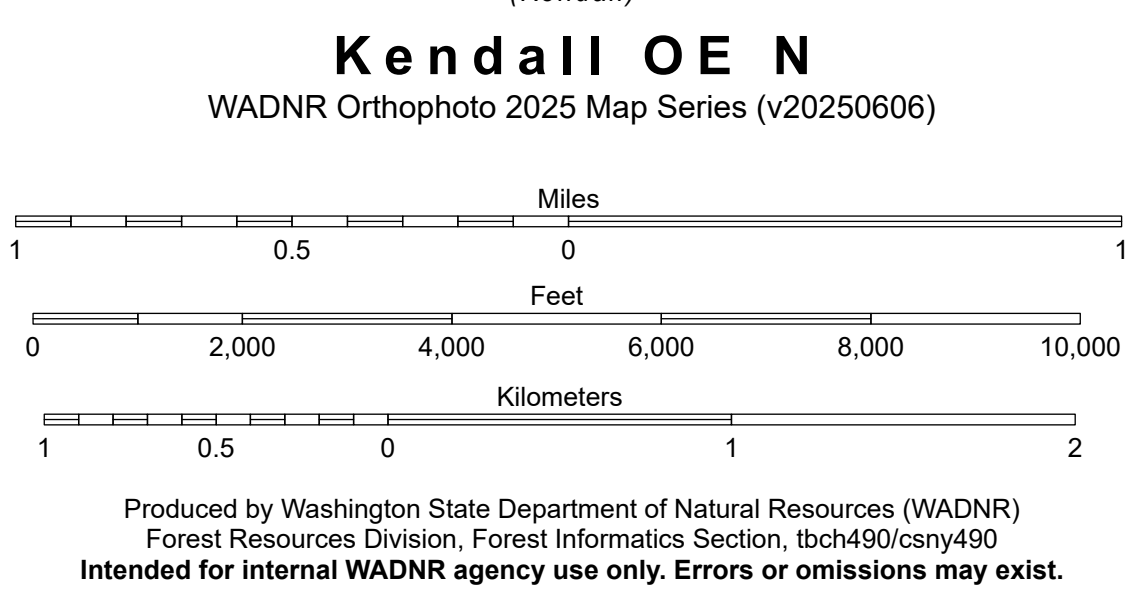 Kendall OE N
WADNR Orthophoto 2025 Map Series (v20250606)
Miles
1 0.5 0 1
Feet
0 2,000 4,000 6,000 8,000 10,000
Kilometers
1 0.5 0 1 2
Produced by Washington State Department of Natural Resources (WADNR)
Forest Resources Division, Forest Informatics Section, tbch490/csny490
Intended for internal WADNR agency use only. Errors or omissions may exist.